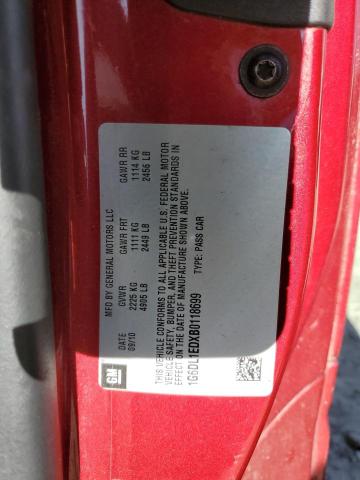 GM
MFD BY GENERAL MOTORS LLC
DATE GVWR GAWR FRT GAWR RR
09/10 2225 KG 1111 KG 1114 KG
4905 LB 2449 LB 2456 LB
THIS VEHICLE CONFORMS TO ALL APPLICABLE U.S. FEDERAL MOTOR
VEHICLE SAFETY, BUMPER, AND THEFT PREVENTION STANDARDS IN
EFFECT ON THE DATE OF MANUFACTURE SHOWN ABOVE.
1G6DL1EDXB0118699 TYPE: PASS CAR